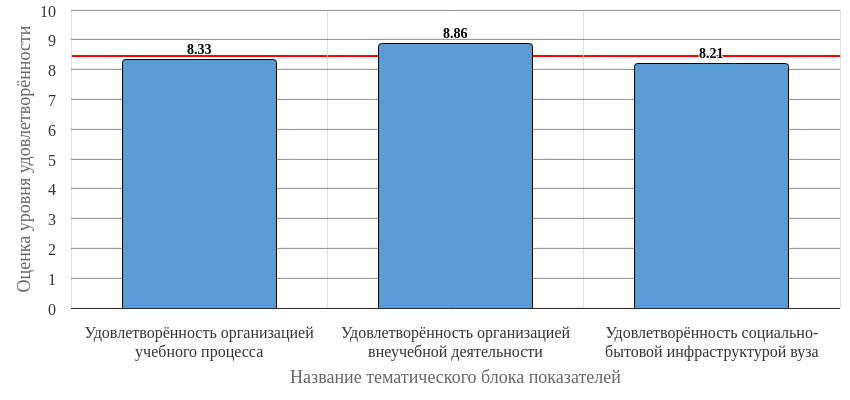 Оценка уровня удовлетворённости
10
9
8
7
6
5
4
3
2
1
0
8.33
8.86
8.21
Удовлетворённость организацией
учебного процесса
Удовлетворённость организацией
внеучебной деятельности
Удовлетворённость социально-
бытовой инфраструктурой вуза
Название тематического блока показателей